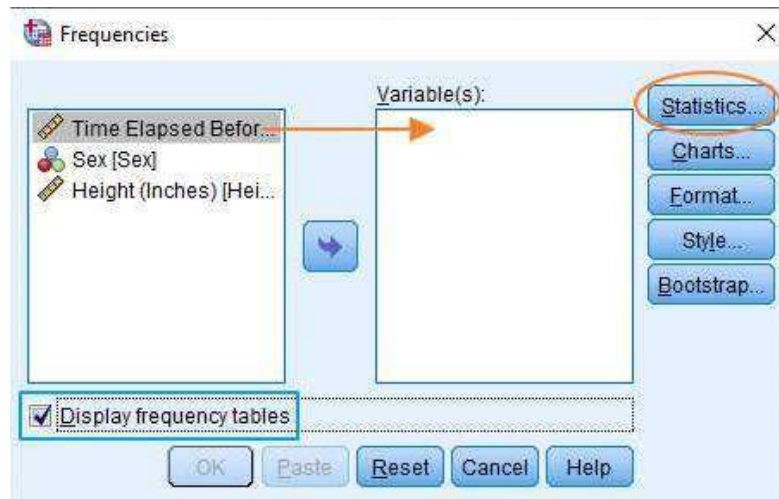 Frequencies
Variable(s):
Time Elapsed Befor...
Sex [Sex]
Height (Inches) [Hei...
Statistics...
Charts...
Format...
Style...
Bootstrap...
Display frequency tables
OK Paste Reset Cancel Help